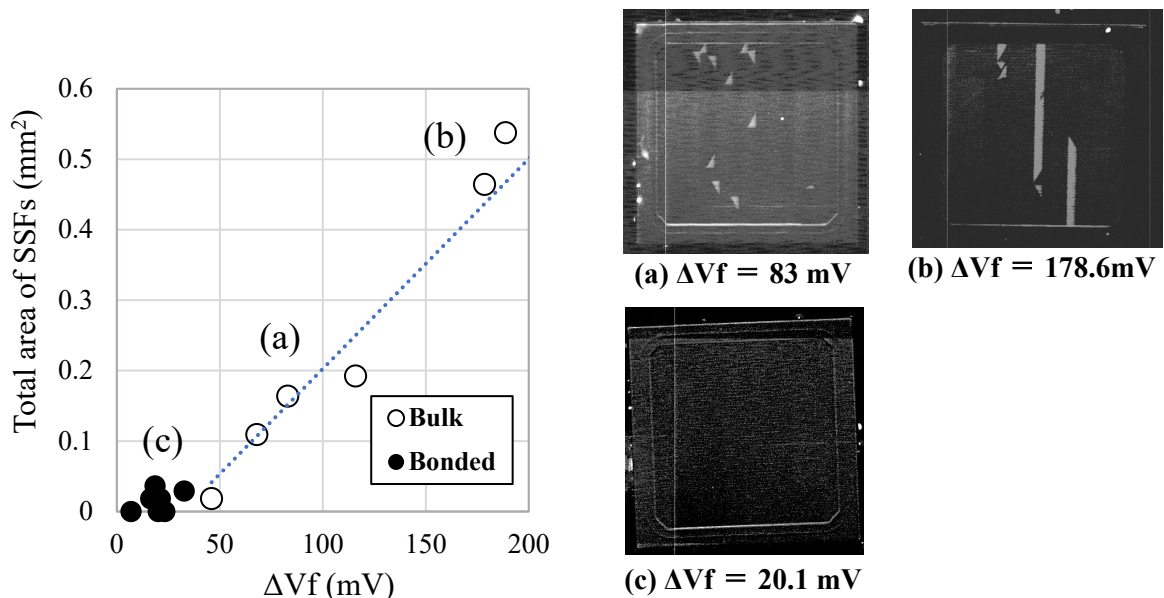 Total area of SSFs (mm²)
0.6
0.5
0.4
0.3
0.2
0.1
0
(b)
(a)
(c)
Bulk
Bonded
0 50 100 150 200
ΔVf (mV)
(a) ΔVf = 83 mV
(b) ΔVf = 178.6mV
(c) ΔVf = 20.1 mV